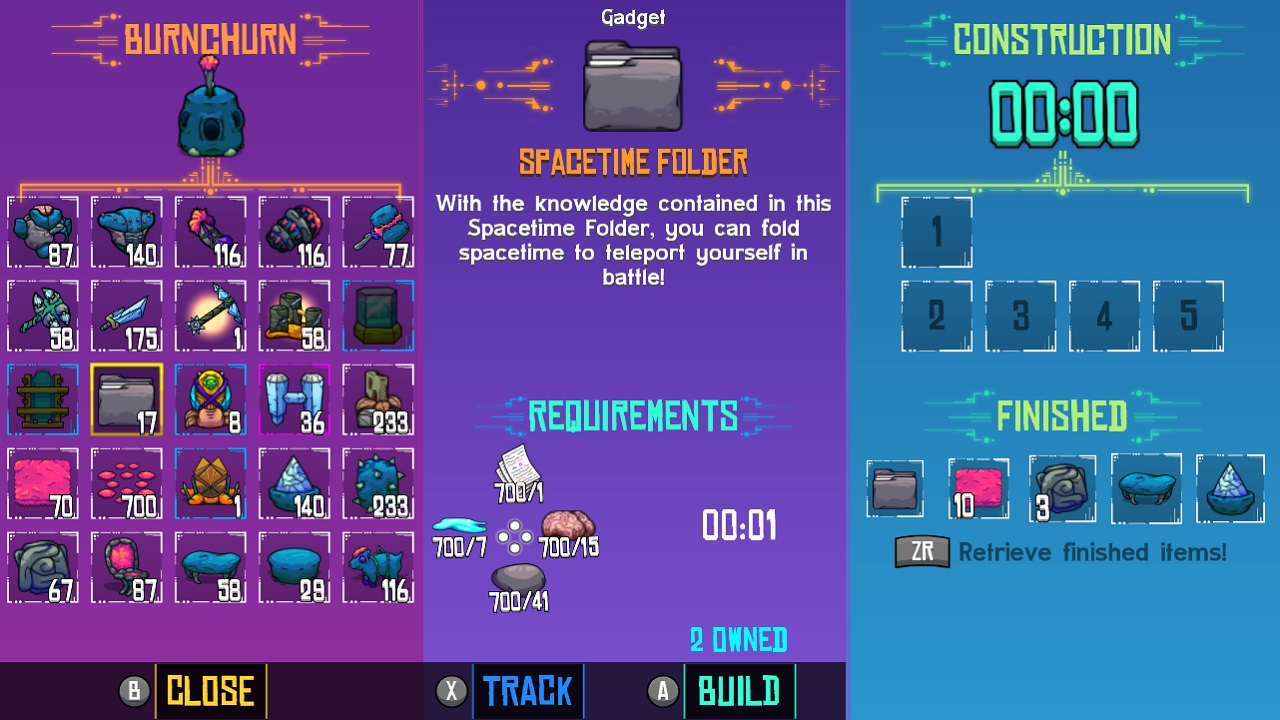 BURNCHURN
87
140
116
116
77
58
175
1
58
17
8
36
233
70
700
1
140
233
67
87
58
29
116
B CLOSE
Gadget
SPACETIME FOLDER
With the knowledge contained in this
Spacetime Folder, you can fold
spacetime to teleport yourself in
battle!
REQUIREMENTS
700/1
700/7
700/15
700/41
00:01
2 OWNED
X TRACK
A BUILD
CONSTRUCTION
00:00
1
2 3 4 5
FINISHED
10
3
ZR Retrieve finished items!